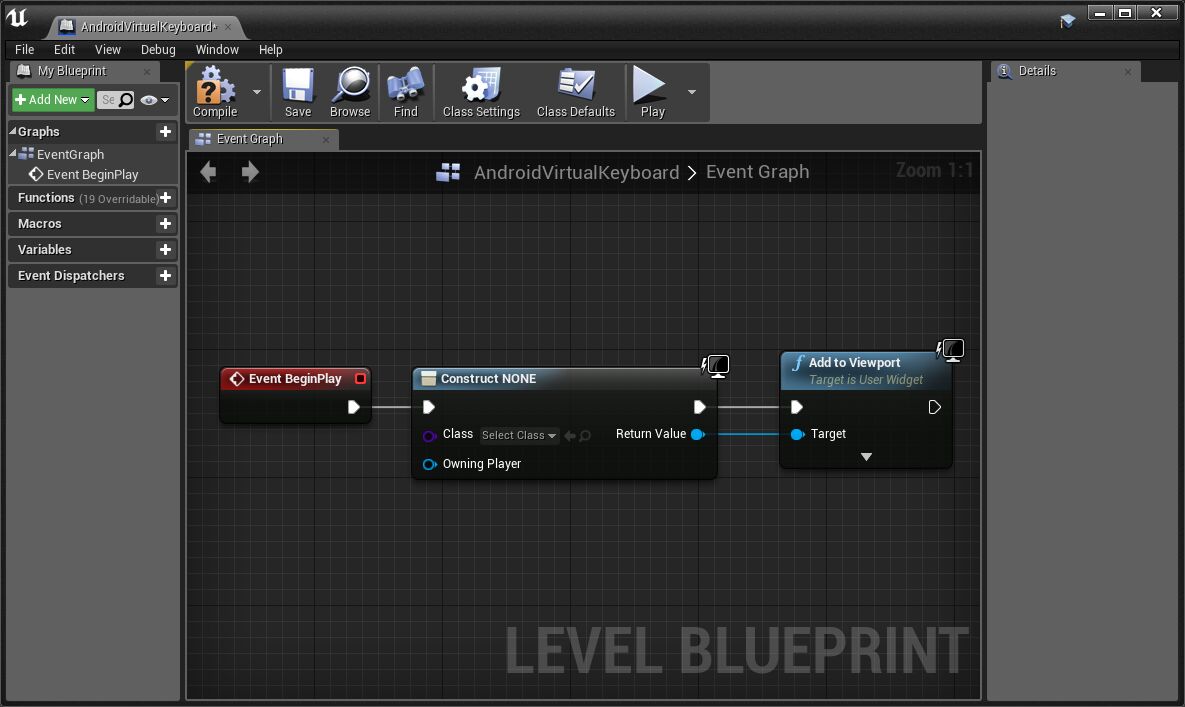 AndroidVirtualKeyboard*
File Edit View Debug Window Help
My Blueprint
Add New
Se
Graphs
EventGraph
Event BeginPlay
Functions (19 Overridable)
Macros
Variables
Event Dispatchers
Compile
Save
Browse
Find
Class Settings
Class Defaults
Play
Event Graph
AndroidVirtualKeyboard > Event Graph
Zoom 1:1
Event BeginPlay
Construct NONE
Class Select Class
Return Value
Owning Player
Add to Viewport
Target is User Widget
Target
LEVEL BLUEPRINT
Details